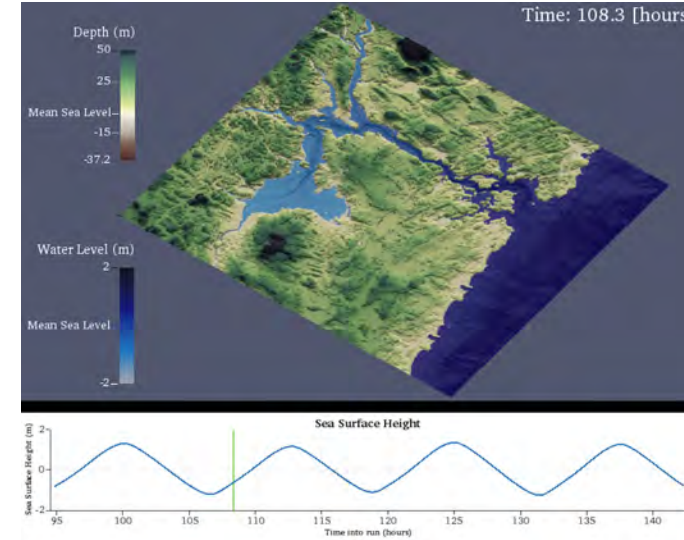 Time: 108.3 [hours
Depth (m)
50
25
Mean Sea Level
-15
-37.2
Water Level (m)
2
Mean Sea Level
-2
Sea Surface Height
Sea Surface Height (m)
2
0
-2
95 100 105 110 115 120 125 130 135 140
Time into run (hours)